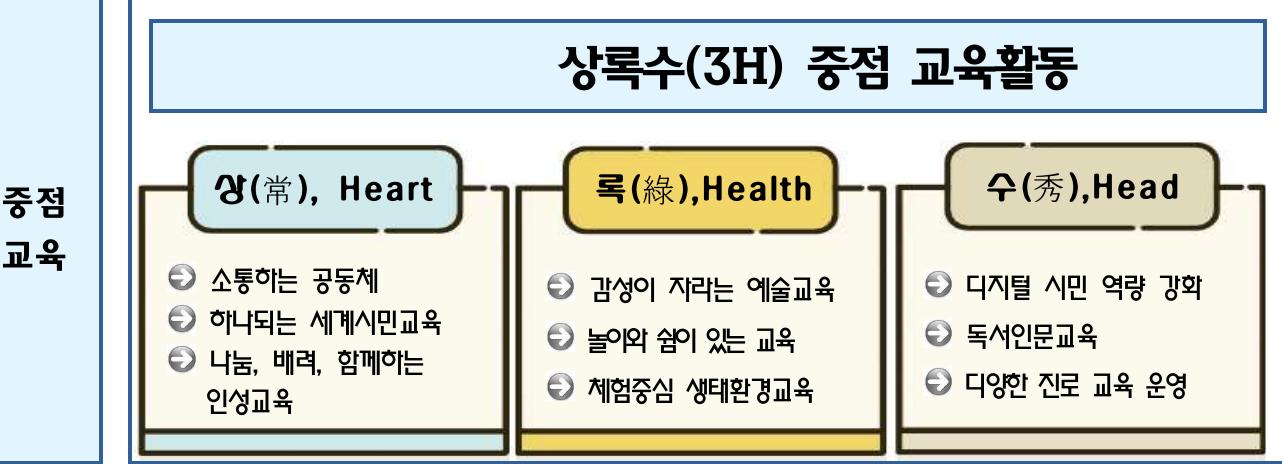 중점
교육
상록수(3H) 중점 교육활동
상(常), Heart
소통하는 공동체
하나되는 세계시민교육
나눔, 배려, 함께하는
인성교육
록(綠),Health
감성이 자라는 예술교육
놀이와 쉼이 있는 교육
체험중심 생태환경교육
수(秀),Head
디지털 시민 역량 강화
독서인문교육
다양한 진로 교육 운영